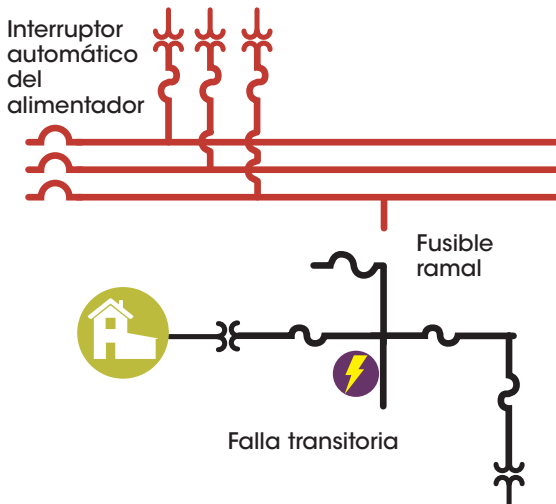 Interruptor
automático
del
alimentador
Fusible
ramal
Falla transitoria